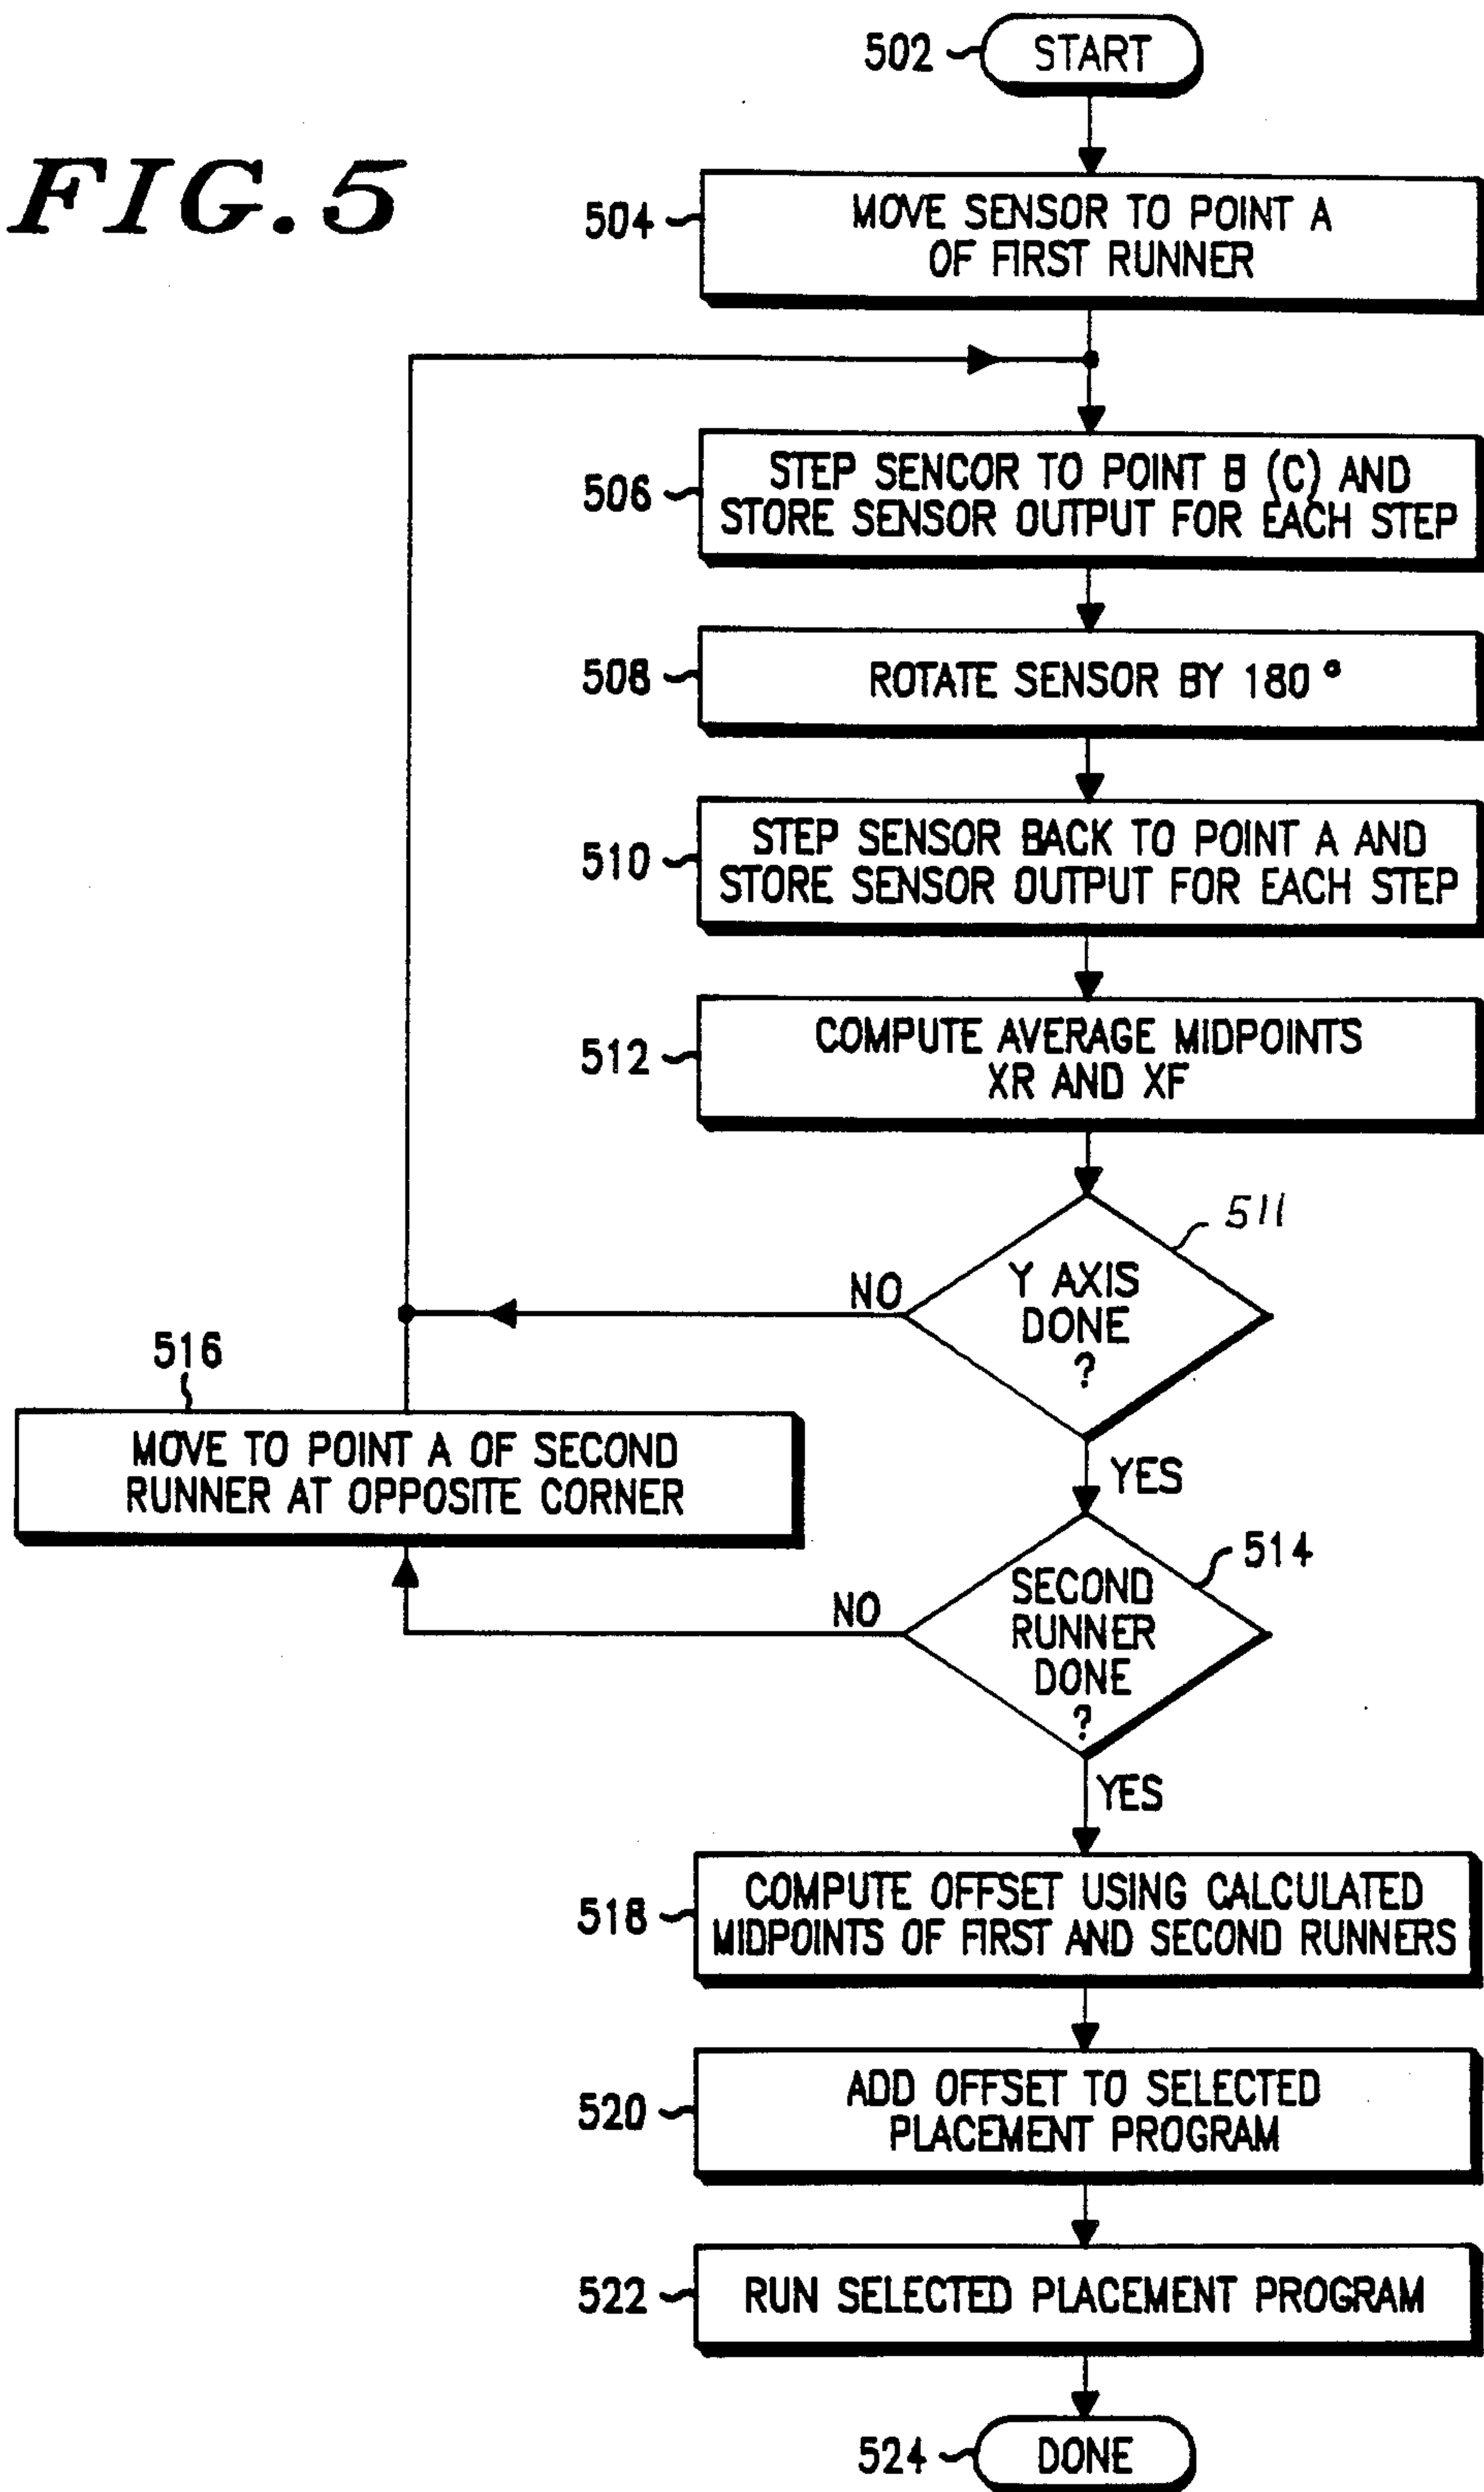 FIG. 5
502 START
504 MOVE SENSOR TO POINT A
OF FIRST RUNNER
506 STEP SENCOR TO POINT B (C) AND
STORE SENSOR OUTPUT FOR EACH STEP
508 ROTATE SENSOR BY 180°
510 STEP SENSOR BACK TO POINT A AND
STORE SENSOR OUTPUT FOR EACH STEP
512 COMPUTE AVERAGE MIDPOINTS
XR AND XF
511
Y AXIS
DONE
?
NO
YES
516
MOVE TO POINT A OF SECOND
RUNNER AT OPPOSITE CORNER
514
SECOND
RUNNER
DONE
?
NO
YES
518 COMPUTE OFFSET USING CALCULATED
MIDPOINTS OF FIRST AND SECOND RUNNERS
520 ADD OFFSET TO SELECTED
PLACEMENT PROGRAM
522 RUN SELECTED PLACEMENT PROGRAM
524 DONE